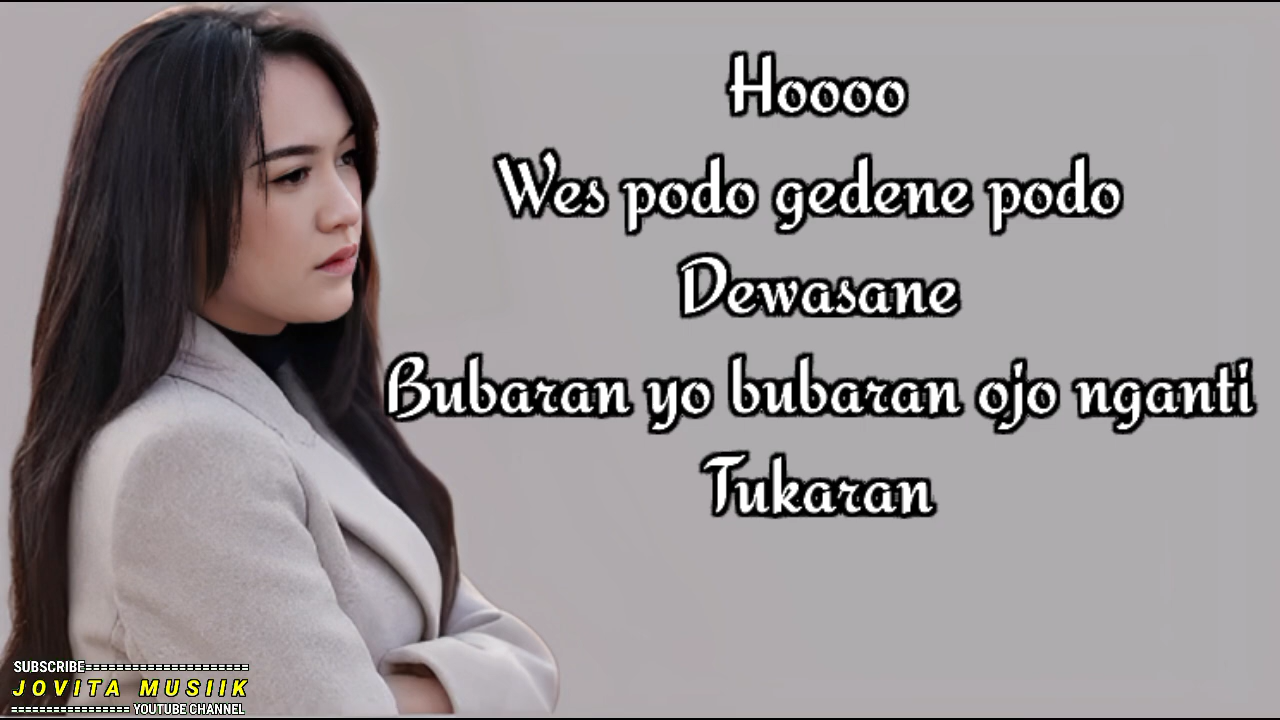 Hoooo
Wes podo gedene podo
Dewasane
Bubaran yo bubaran ojo nganti
Tukaran
SUBSCRIBE=====================
JOVITA MUSIIK
================= YOUTUBE CHANNEL